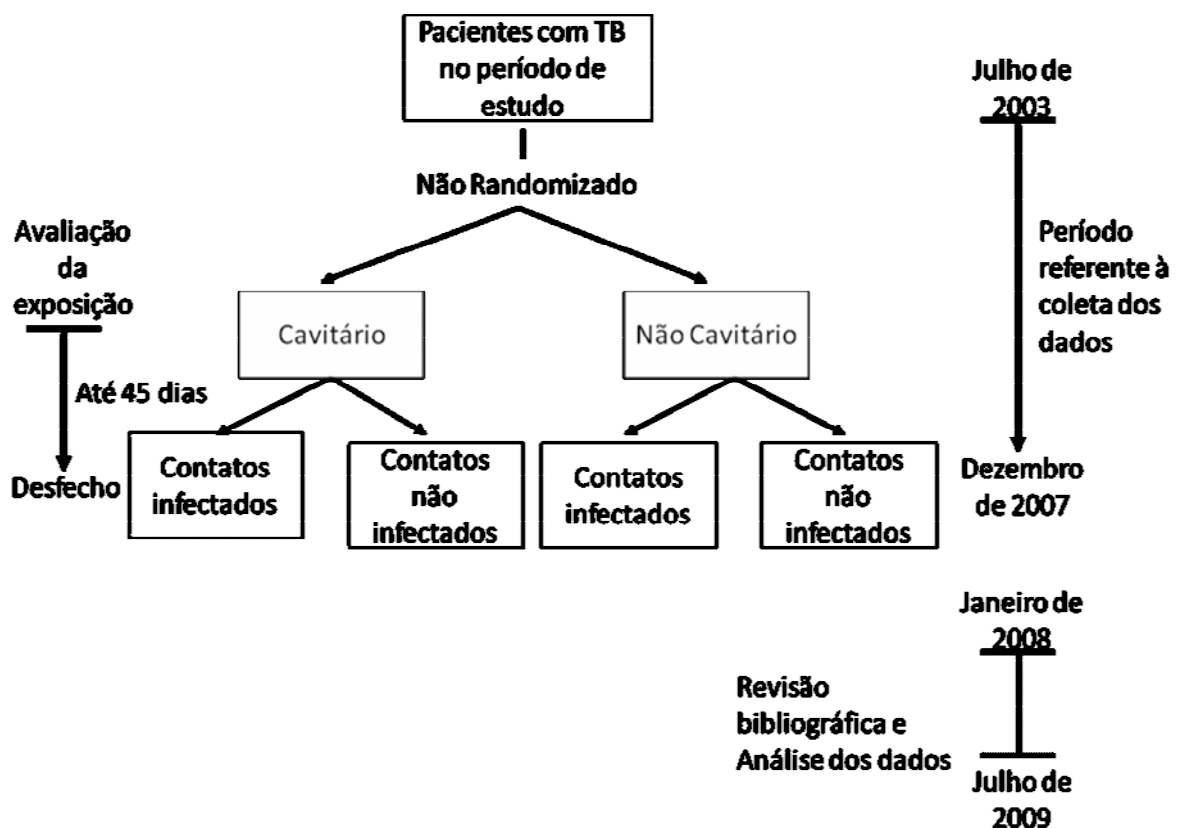 Pacientes com TB
no período de
estudo
Não Randomizado
Avaliação
da
exposição
Até 45 dias
Desfecho
Cavitário
Não Cavitário
Contatos
infectados
Contatos
não
infectados
Contatos
infectados
Contatos
não
infectados
Julho de
2003
Período
referente à
coleta dos
dados
Dezembro
de 2007
Janeiro de
2008
Revisão
bibliográfica e
Análise dos dados
Julho de
2009